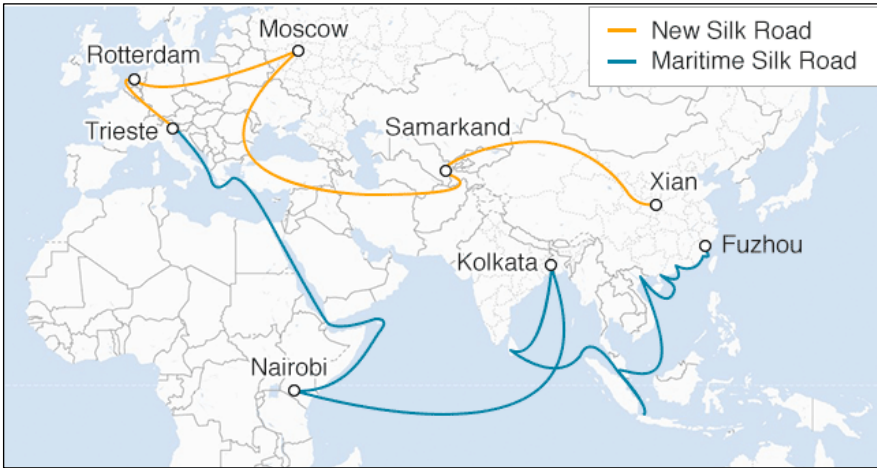 New Silk Road
Maritime Silk Road
Moscow
Rotterdam
Trieste
Samarkand
Xian
Fuzhou
Kolkata
Nairobi